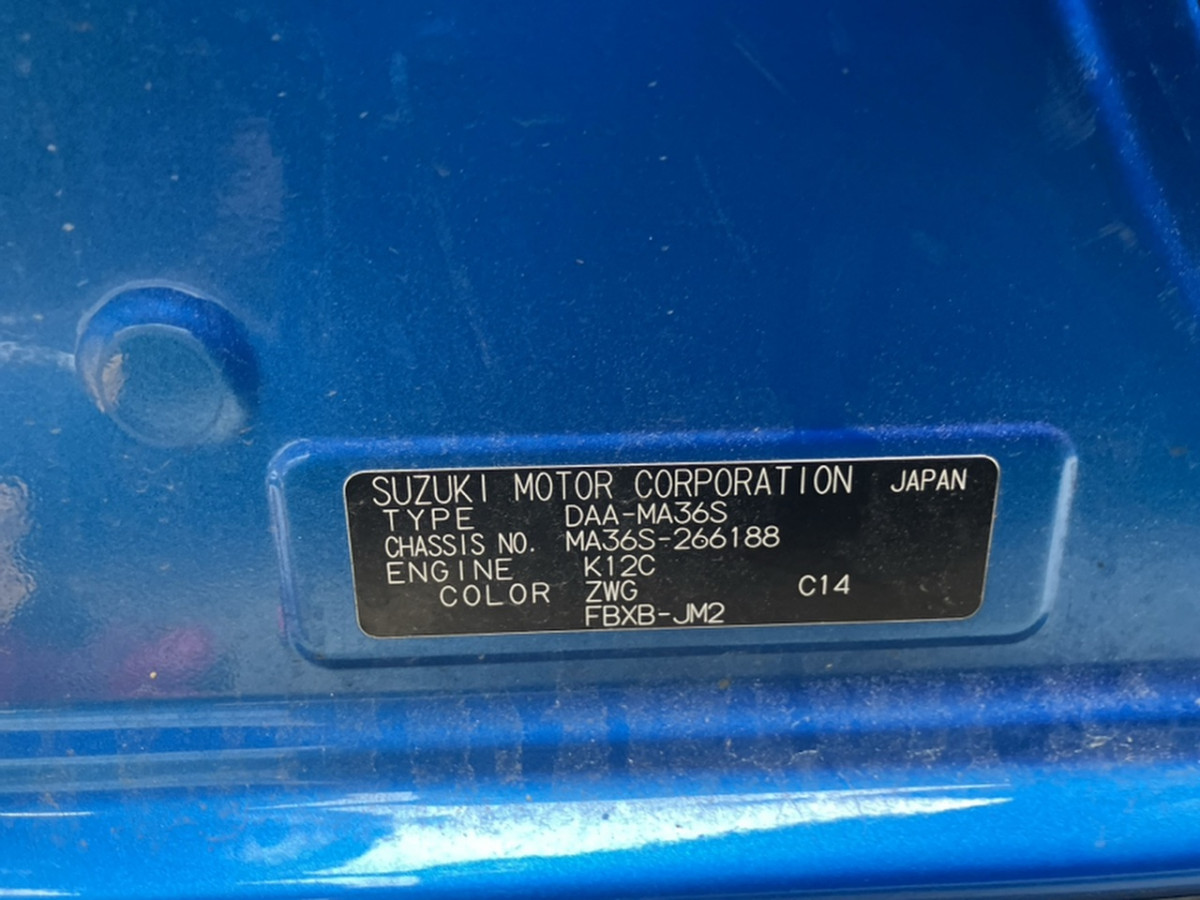 SUZUKI MOTOR CORPORATION JAPAN
TYPE DAA-MA36S
CHASSIS NO. MA36S-266188
ENGINE K12C
COLOR ZWG C14
FBXB-JM2